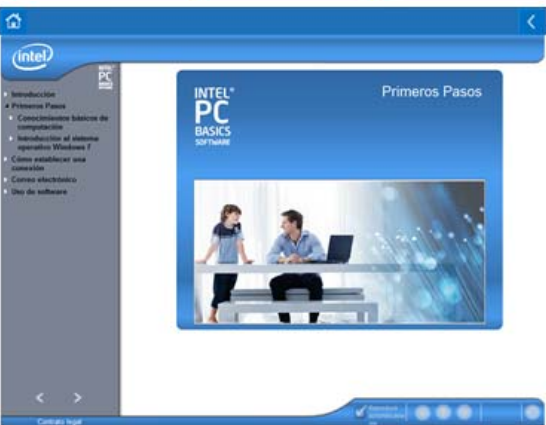 intel
INTEL®
PC
BASICS
Introducción
Primeros Pasos
Conocimientos básicos de
computación
Introducción al sistema
operativo Windows 7
Cómo establecer una
conexión
Correo electrónico
Uso de software
INTEL®
PC
BASICS
SOFTWARE
Primeros Pasos
Contrato legal